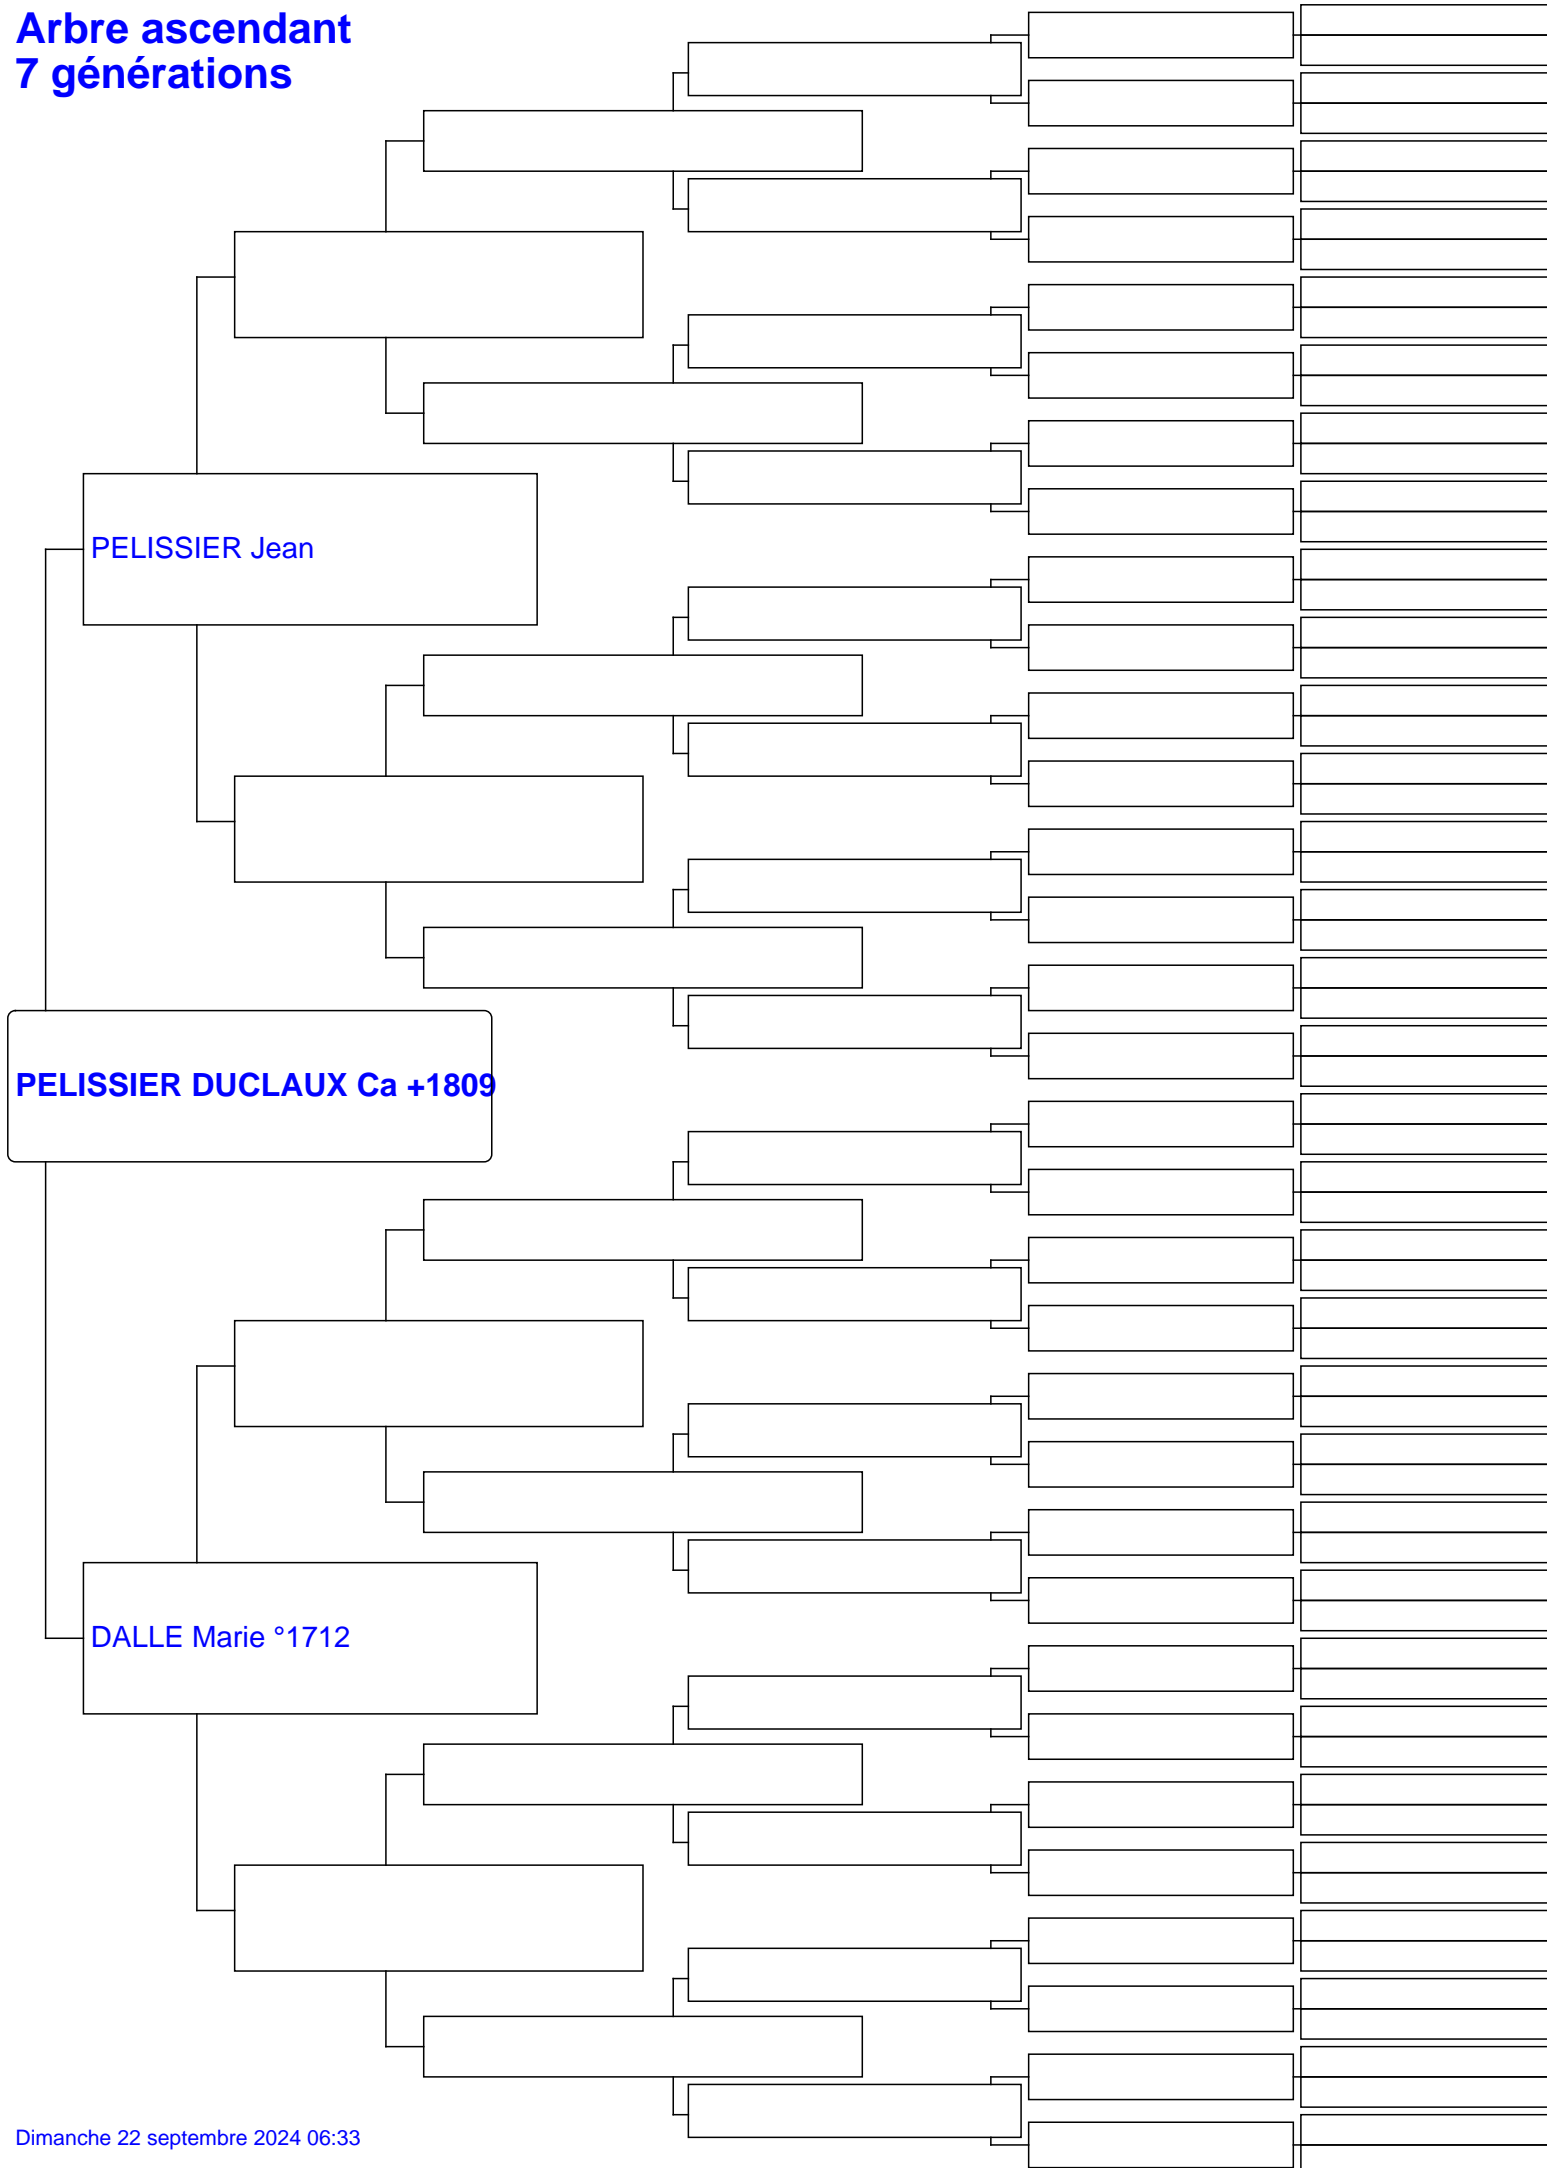 Arbre ascendant
7 générations
PELISSIER Jean
PELISSIER DUCLAUX Ca +1809
DALLE Marie °1712
Dimanche 22 septembre 2024 06:33